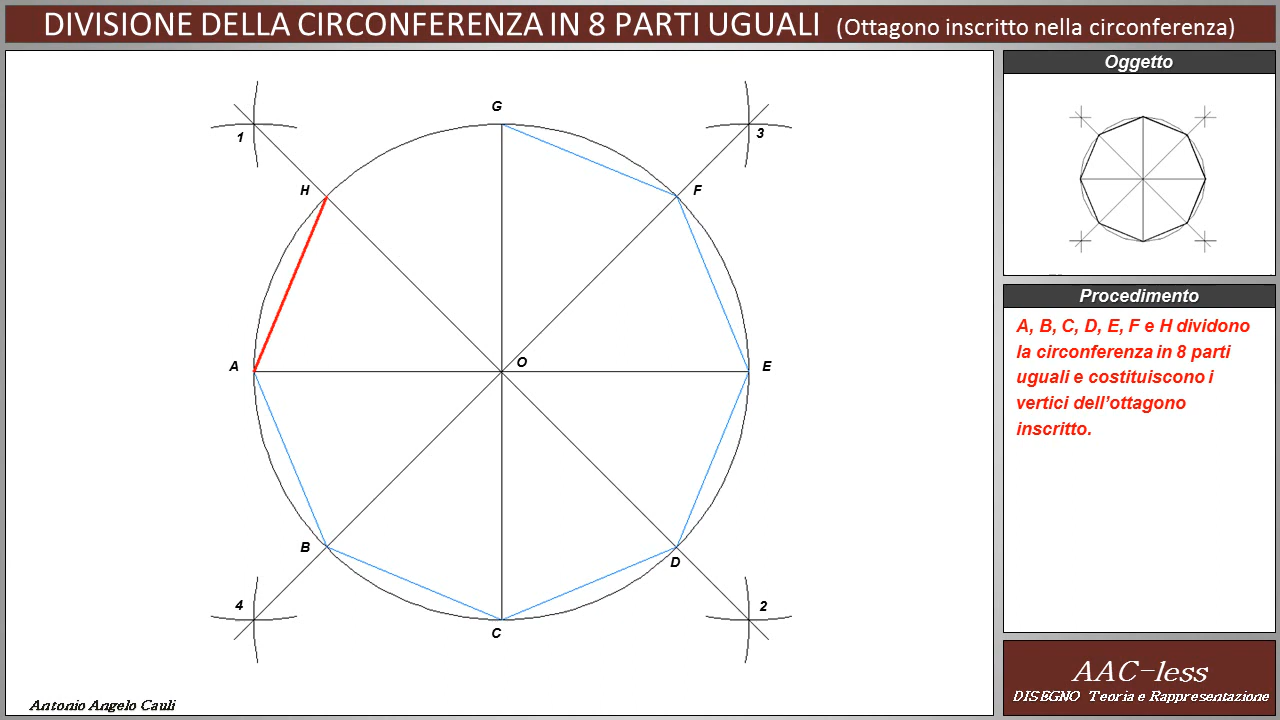 DIVISIONE DELLA CIRCONFERENZA IN 8 PARTI UGUALI (Ottagono inscritto nella circonferenza)
G
1
3
H
F
A
O
E
B
D
4
2
C
Antonio Angelo Cauli
Oggetto
Procedimento
A, B, C, D, E, F e H dividono
la circonferenza in 8 parti
uguali e costituiscono i
vertici dell’ottagono
inscritto.
AAC-less
DISEGNO Teoria e Rappresentazione